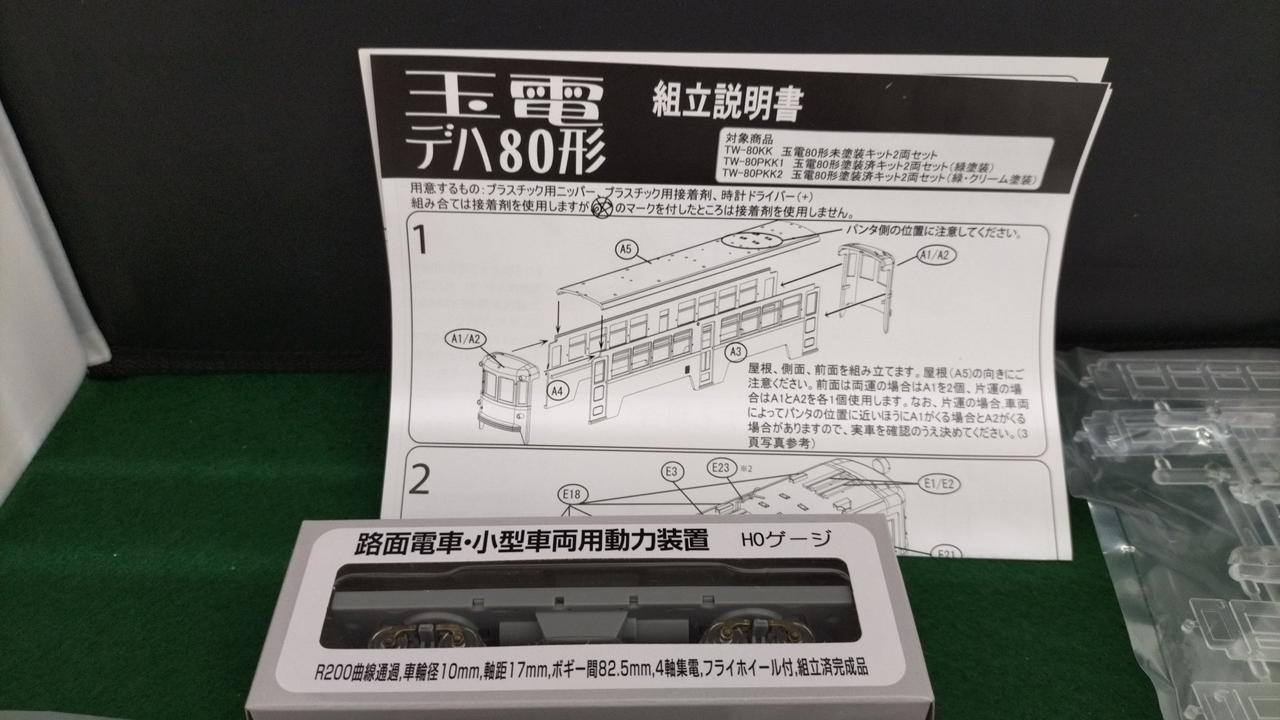 玉電
デハ80形
組立説明書
対象商品
TW-80KK 玉電80形未塗装キット2両セット
TW-80PKK1 玉電80形塗装済キット2両セット(緑塗装)
TW-80PKK2 玉電80形塗装済キット2両セット(緑・クリーム塗装)
用意するもの:プラスチック用ニッパー、プラスチック用接着剤、時計ドライバー(+)
組み合ては接着剤を使用しますが のマークを付したところは接着剤を使用しません。
1
パンタ側の位置に注意してください。
A5
A1/A2
A1/A2
A3
A4
屋根、側面、前面を組み立てます。屋根(A5)の向きにご
注意ください。前面は両運の場合はA1を2個、片運の場
合はA1とA2を各1個使用します。なお、片運の場合、車両
によってパンタの位置に近いほうにA1がくる場合とA2がくる
場合がありますので、実車を確認のうえ決めてください。(3
頁写真参考)
2
E3
E23 ※2
E1/E2
E18
E21
路面電車・小型車両用動力装置 HOゲージ
R200曲線通過,車輪径10mm,軸距17mm,ボギー間82.5mm,4軸集電,フライホイール付,組立済完成品